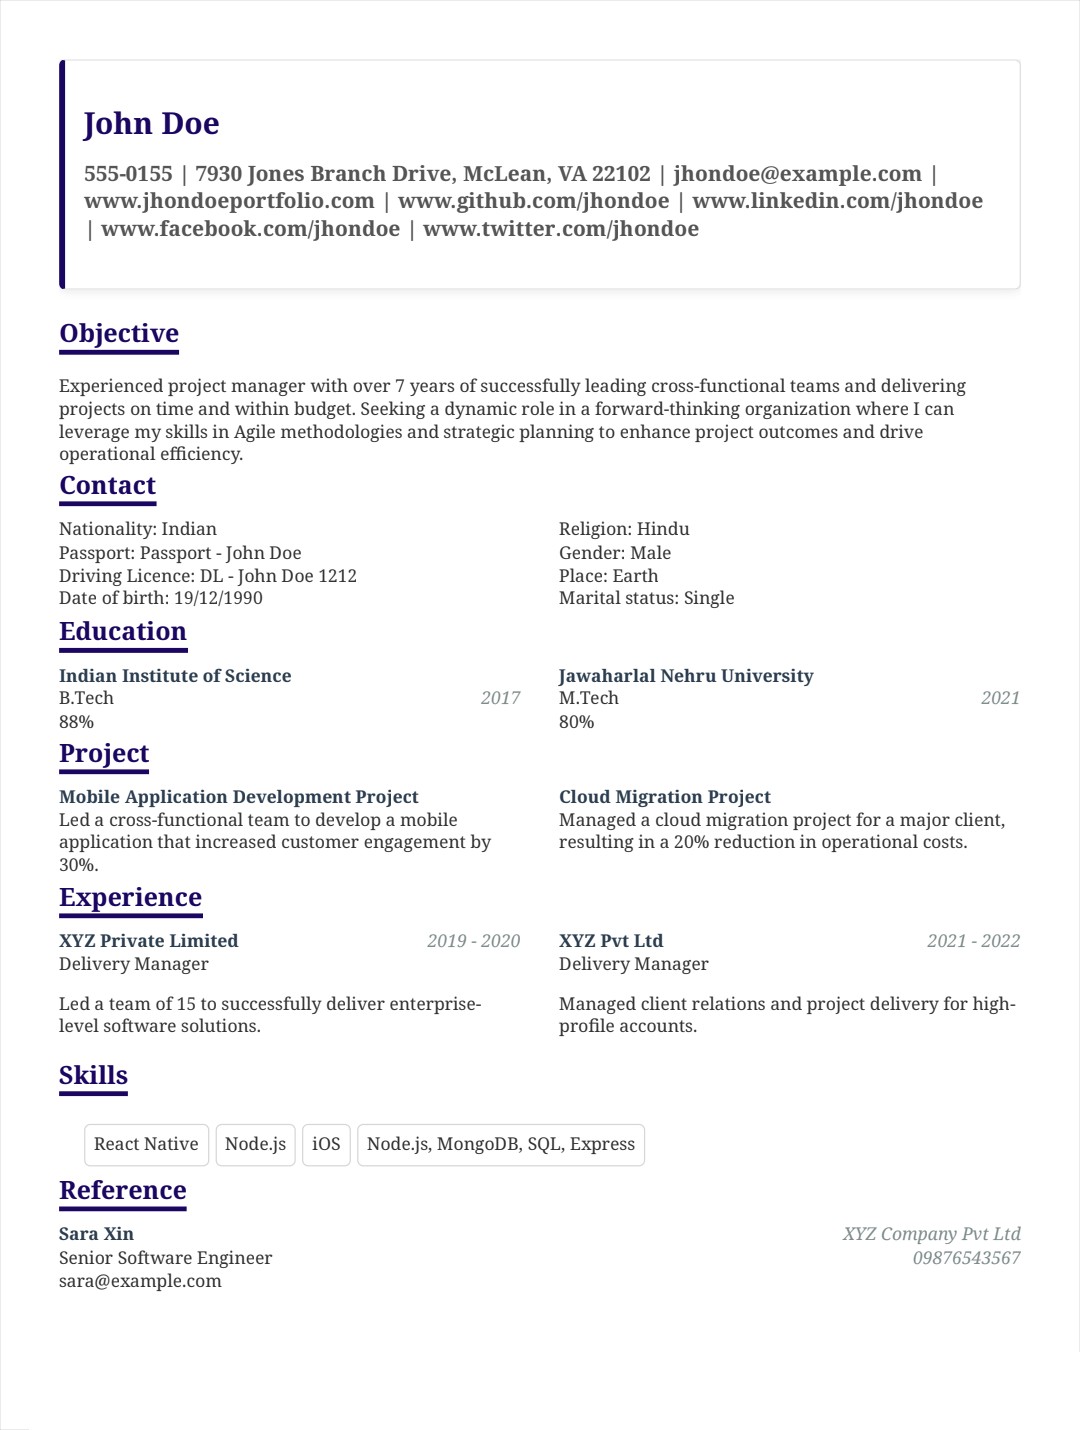 John Doe
555-0155 | 7930 Jones Branch Drive, McLean, VA 22102 | jhondoe@example.com |
www.jhondoeportfolio.com | www.github.com/jhondoe | www.linkedin.com/jhondoe
| www.facebook.com/jhondoe | www.twitter.com/jhondoe
Objective
Experienced project manager with over 7 years of successfully leading cross-functional teams and delivering
projects on time and within budget. Seeking a dynamic role in a forward-thinking organization where I can
leverage my skills in Agile methodologies and strategic planning to enhance project outcomes and drive
operational efficiency.
Contact
Nationality: Indian
Passport: Passport - John Doe
Driving Licence: DL - John Doe 1212
Date of birth: 19/12/1990
Religion: Hindu
Gender: Male
Place: Earth
Marital status: Single
Education
Indian Institute of Science
B.Tech 2017
88%
Jawaharlal Nehru University
M.Tech 2021
80%
Project
Mobile Application Development Project
Led a cross-functional team to develop a mobile
application that increased customer engagement by
30%.
Cloud Migration Project
Managed a cloud migration project for a major client,
resulting in a 20% reduction in operational costs.
Experience
XYZ Private Limited 2019 - 2020
Delivery Manager
Led a team of 15 to successfully deliver enterprise-
level software solutions.
XYZ Pvt Ltd 2021 - 2022
Delivery Manager
Managed client relations and project delivery for high-
profile accounts.
Skills
React Native Node.js iOS Node.js, MongoDB, SQL, Express
Reference
Sara Xin XYZ Company Pvt Ltd
Senior Software Engineer 09876543567
sara@example.com